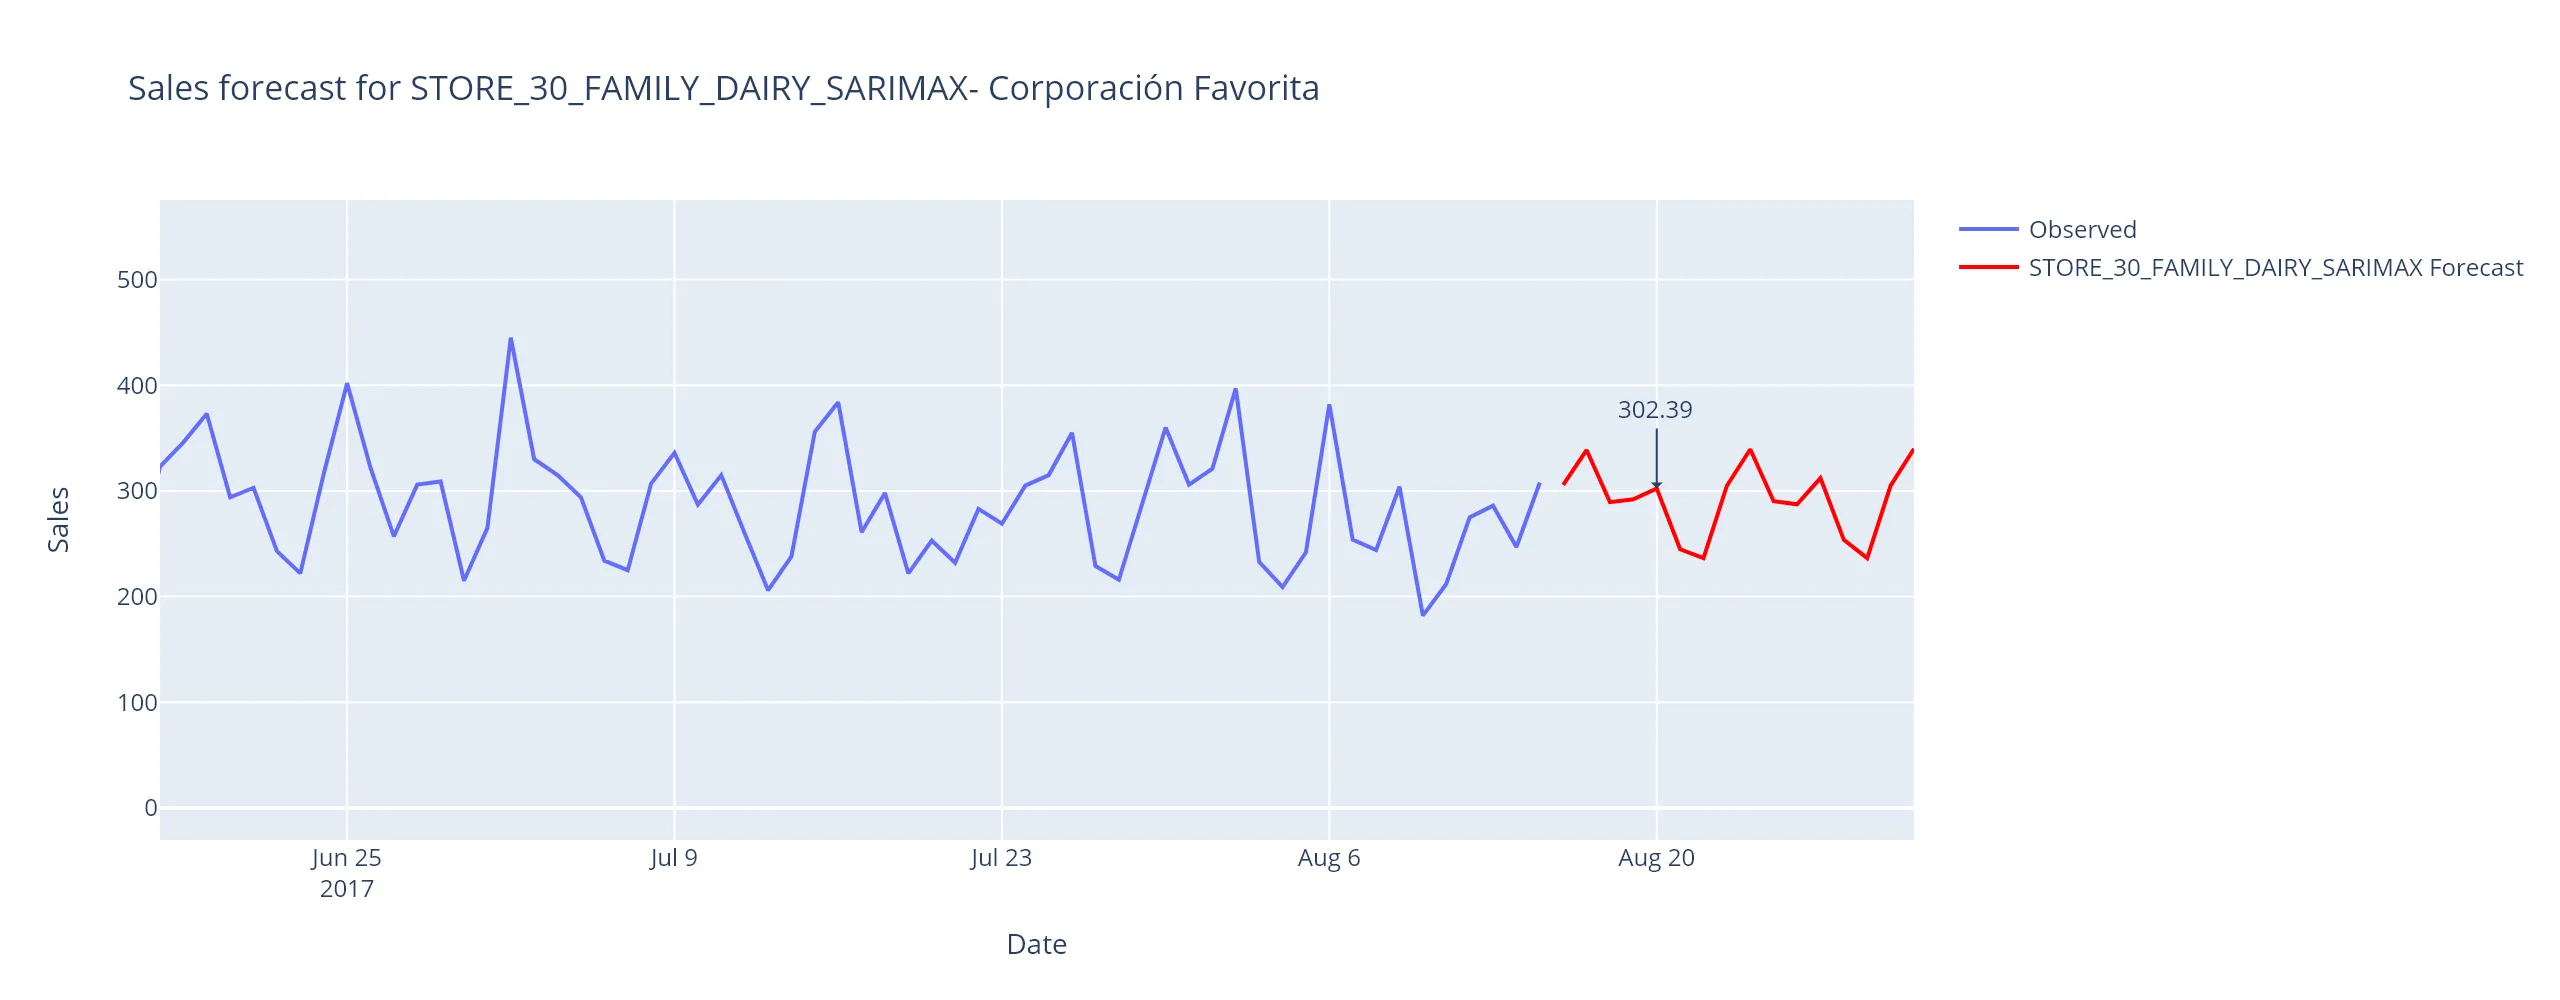 Sales forecast for STORE_30_FAMILY_DAIRY_SARIMAX- Corporación Favorita
Observed
STORE_30_FAMILY_DAIRY_SARIMAX Forecast
500
400
300
200
100
0
Sales
302.39
Jun 25
2017
Jul 9
Jul 23
Aug 6
Aug 20
Date